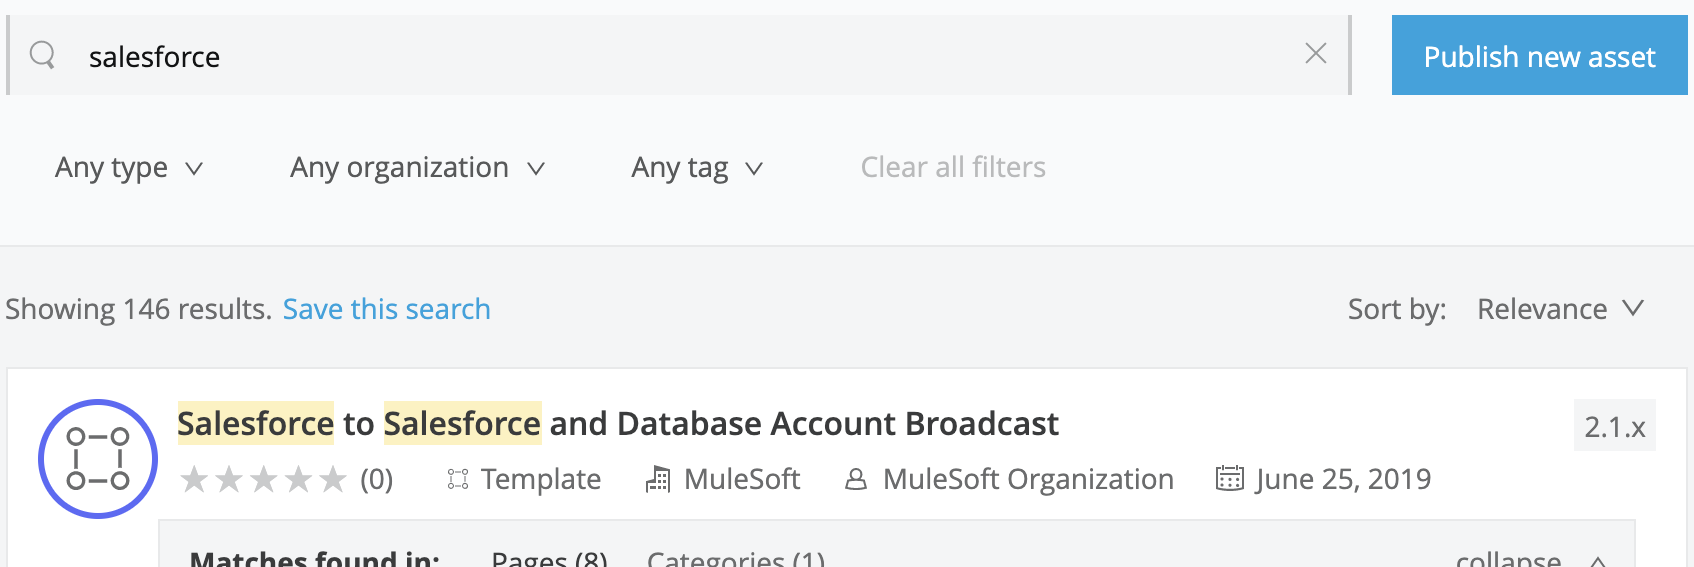 salesforce
Publish new asset
Any type
Any organization
Any tag
Clear all filters
Showing 146 results. Save this search
Sort by: Relevance
Salesforce to Salesforce and Database Account Broadcast
2.1.x
(0) Template MuleSoft MuleSoft Organization June 25, 2019
Matches found in: Pages (8) Categories (1) collapse